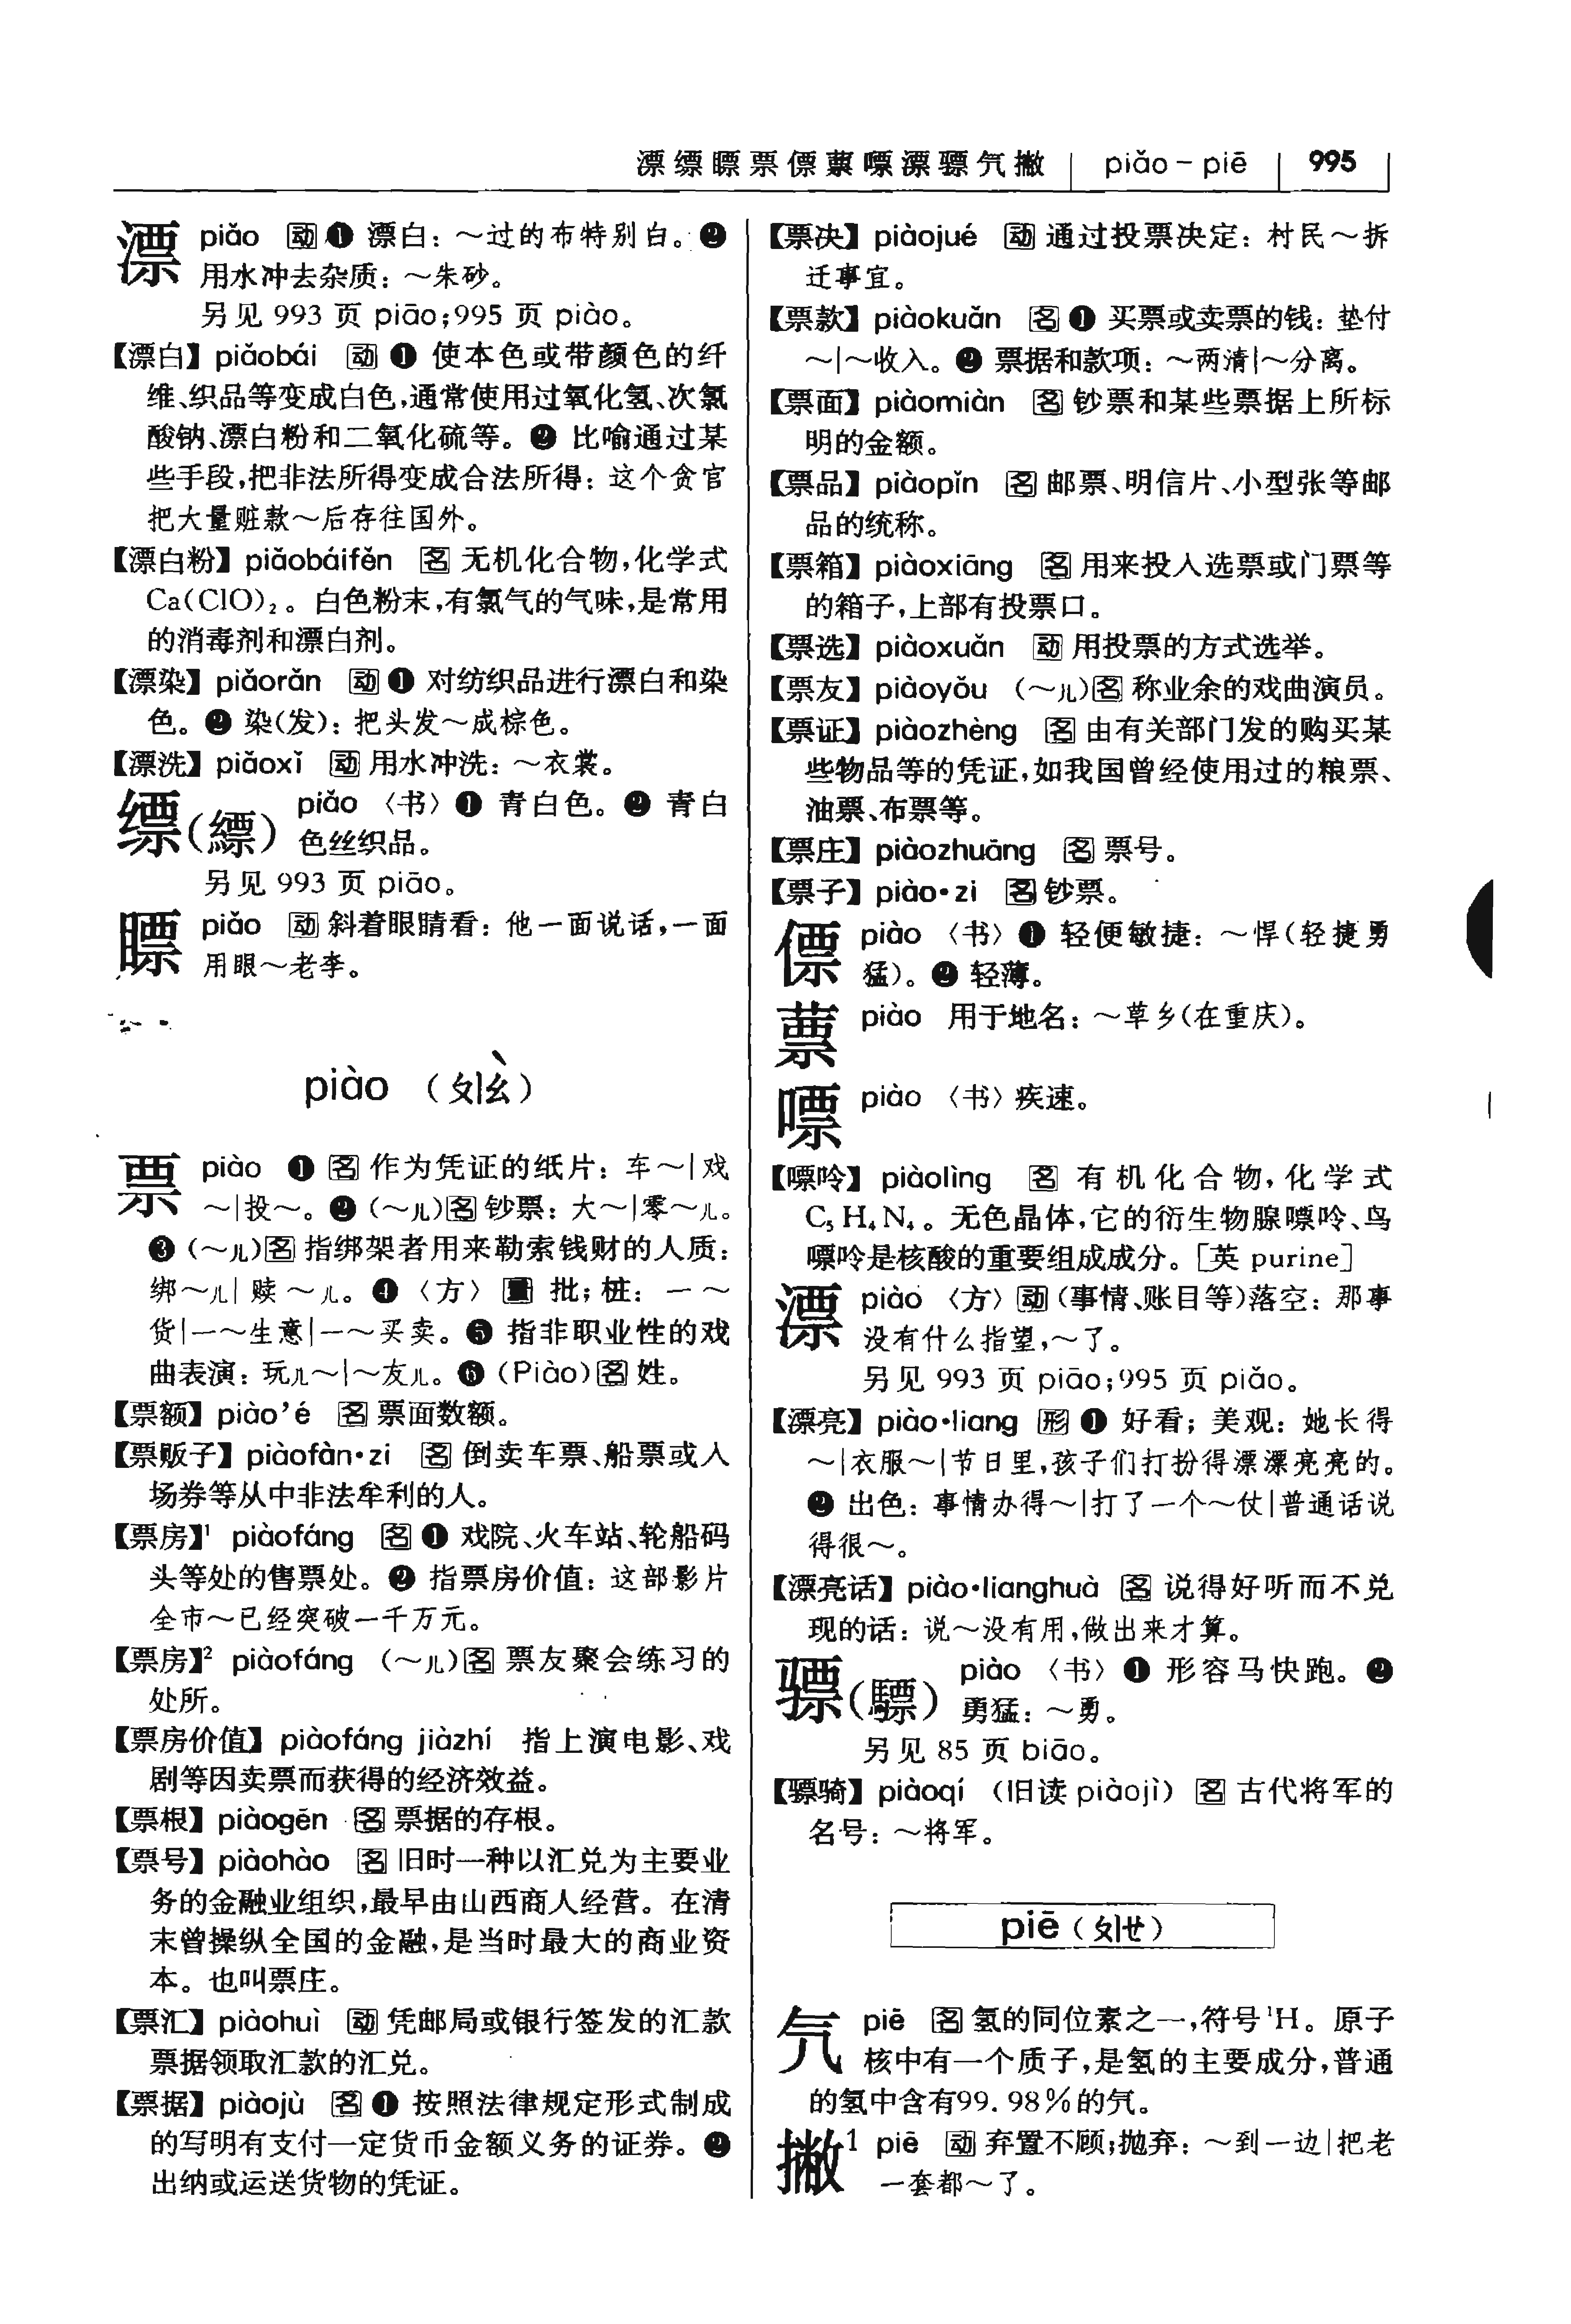 漂缥瞟票僄蔈嘌漂骠氕撇 piǎo－piē 995
漂 piǎo 动❶ 漂白：～过的布特别白。❷
用水冲去杂质：～朱砂。
另见 993 页 piāo；995 页 piào。
【漂白】piǎobái 动❶ 使本色或带颜色的纤
维、织品等变成白色，通常使用过氧化氢、次氯
酸钠、漂白粉和二氧化硫等。❷ 比喻通过某
些手段，把非法所得变成合法所得：这个贪官
把大量赃款～后存往国外。
【漂白粉】piǎobáifěn 名 无机化合物，化学式
Ca(ClO)₂。白色粉末，有氯气的气味，是常用
的消毒剂和漂白剂。
【漂染】piǎorǎn 动❶ 对纺织品进行漂白和染
色。❷ 染(发)：把头发～成棕色。
【漂洗】piǎoxǐ 动 用水冲洗：～衣裳。
缥(縹) piǎo 〈书〉❶ 青白色。❷ 青白
色丝织品。
另见 993 页 piāo。
瞟 piǎo 动 斜着眼睛看：他一面说话，一面
用眼～老李。
piào （ㄆㄧㄠˋ）
票 piào ❶名 作为凭证的纸片：车～|戏
～|投～。❷(～儿)名 钞票：大～|零～儿。
❸(～儿)名 指绑架者用来勒索钱财的人质：
绑～儿|赎～儿。❹〈方〉量 批；桩：一～
货|一～生意|一～买卖。❺ 指非职业性的戏
曲表演：玩儿～|～友儿。❻(Piào)名 姓。
【票额】piào’é 名 票面数额。
【票贩子】piàofàn·zi 名 倒卖车票、船票或入
场券等从中非法牟利的人。
【票房】¹ piàofáng 名❶ 戏院、火车站、轮船码
头等处的售票处。❷ 指票房价值：这部影片
全市～已经突破一千万元。
【票房】² piàofáng （～儿)名 票友聚会练习的
处所。
【票房价值】piàofáng jiàzhí 指上演电影、戏
剧等因卖票而获得的经济效益。
【票根】piàogēn 名 票据的存根。
【票号】piàohào 名 旧时一种以汇兑为主要业
务的金融业组织，最早由山西商人经营。在清
末曾操纵全国的金融，是当时最大的商业资
本。也叫票庄。
【票汇】piàohuì 动 凭邮局或银行签发的汇款
票据领取汇款的汇兑。
【票据】piàojù 名❶ 按照法律规定形式制成
的写明有支付一定货币金额义务的证券。❷
出纳或运送货物的凭证。
【票决】piàojué 动 通过投票决定：村民～拆
迁事宜。
【票款】piàokuǎn 名❶ 买票或卖票的钱：垫付
～|～收入。❷ 票据和款项：～两清|～分离。
【票面】piàomiàn 名 钞票和某些票据上所标
明的金额。
【票品】piàopǐn 名 邮票、明信片、小型张等邮
品的统称。
【票箱】piàoxiāng 名 用来投入选票或门票等
的箱子，上部有投票口。
【票选】piàoxuǎn 动 用投票的方式选举。
【票友】piàoyǒu （～儿)名 称业余的戏曲演员。
【票证】piàozhèng 名 由有关部门发的购买某
些物品等的凭证，如我国曾经使用过的粮票、
油票、布票等。
【票庄】piàozhuāng 名 票号。
【票子】piào·zi 名 钞票。
僄 piào 〈书〉❶ 轻便敏捷：～悍(轻捷勇
猛)。❷ 轻薄。
蔈 piào 用于地名：～草乡(在重庆)。
嘌 piào 〈书〉疾速。
【嘌呤】piàolìng 名 有机化合物，化学式
C₅H₄N₄。无色晶体，它的衍生物腺嘌呤、鸟
嘌呤是核酸的重要组成成分。[英 purine]
漂 piào 〈方〉动(事情、账目等)落空：那事
没有什么指望，～了。
另见 993 页 piāo；995 页 piǎo。
【漂亮】piào·liang 形❶ 好看；美观：她长得
～|衣服～|节日里，孩子们打扮得漂漂亮亮的。
❷ 出色：事情办得～|打了一个～仗|普通话说
得很～。
【漂亮话】piào·lianghuà 名 说得好听而不兑
现的话：说～没有用，做出来才算。
骠(驃) piào 〈书〉❶ 形容马快跑。❷
勇猛：～勇。
另见 85 页 biāo。
【骠骑】piàoqí （旧读 piàojì）名 古代将军的
名号：～将军。
piē（ㄆㄧㄝ）
氕 piē 名 氢的同位素之一，符号¹H。原子
核中有一个质子，是氢的主要成分，普通
的氢中含有99.98％的氕。
撇¹ piē 动 弃置不顾；抛弃：～到一边|把老
一套都～了。